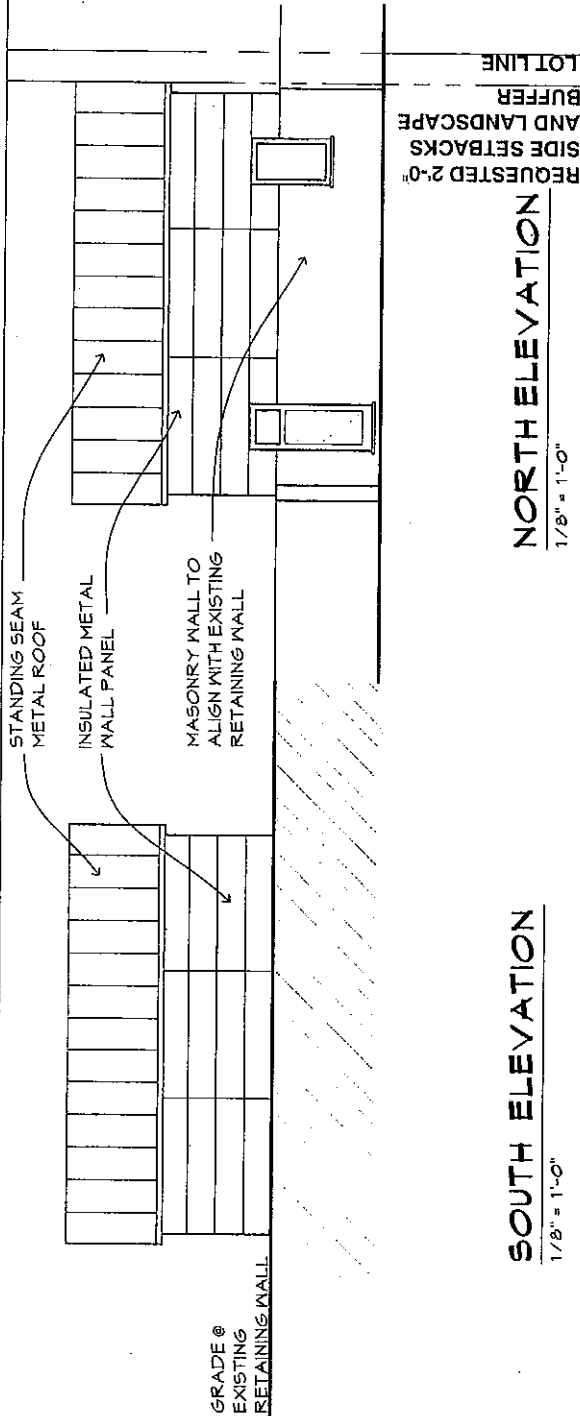 STANDING SEAM
METAL ROOF
INSULATED METAL
WALL PANEL
MASONRY WALL TO
ALIGN WITH EXISTING
RETAINING WALL
GRADE @
EXISTING
RETAINING WALL
SOUTH ELEVATION
1/8" = 1'-0"
NORTH ELEVATION
1/8" = 1'-0"
REQUESTED 2'-0"
SIDE SETBACKS
AND LANDSCAPE
BUFFER
LOT LINE